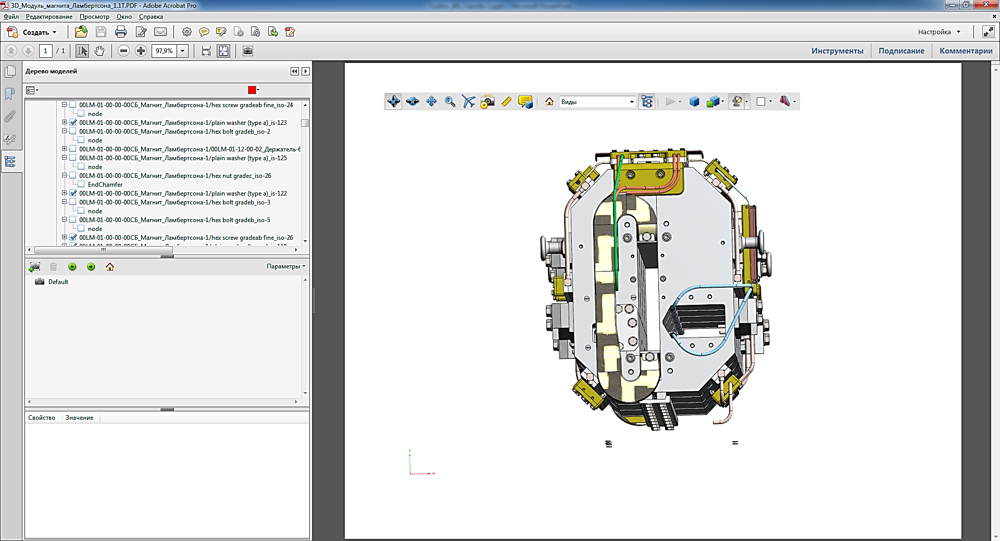 3D_Модуль_магнита_Ламбертсона_1.1T.PDF - Adobe Acrobat Pro
Файл Редактирование Просмотр Окно Справка
Создать
Настройка
1 / 1 97,9%
Инструменты Подписание Комментарии
Дерево моделей
00LM-01-00-00-00СБ_Магнит_Ламбертсона-1/hex screw gradeab fine_iso-24
node
00LM-01-00-00-00СБ_Магнит_Ламбертсона-1/plain washer (type a)_is-123
00LM-01-00-00-00СБ_Магнит_Ламбертсона-1/hex bolt gradeb_iso-2
node
00LM-01-00-00-00СБ_Магнит_Ламбертсона-1/00LM-01-12-00-02_Держатель-6
00LM-01-00-00-00СБ_Магнит_Ламбертсона-1/plain washer (type a)_is-125
node
00LM-01-00-00-00СБ_Магнит_Ламбертсона-1/hex nut gradec_iso-26
EndChamfer
00LM-01-00-00-00СБ_Магнит_Ламбертсона-1/plain washer (type a)_is-122
00LM-01-00-00-00СБ_Магнит_Ламбертсона-1/hex bolt gradeb_iso-3
node
00LM-01-00-00-00СБ_Магнит_Ламбертсона-1/hex bolt gradeb_iso-5
node
00LM-01-00-00-00СБ_Магнит_Ламбертсона-1/hex screw gradeab fine_iso-26
Параметры
Default
Свойство Значение
Виды
Y
X